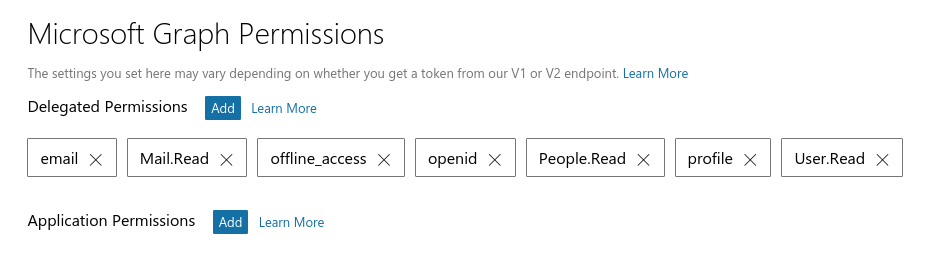 Microsoft Graph Permissions
The settings you set here may vary depending on whether you get a token from our V1 or V2 endpoint. Learn More
Delegated Permissions Add Learn More
email Mail.Read offline_access openid People.Read profile User.Read
Application Permissions Add Learn More